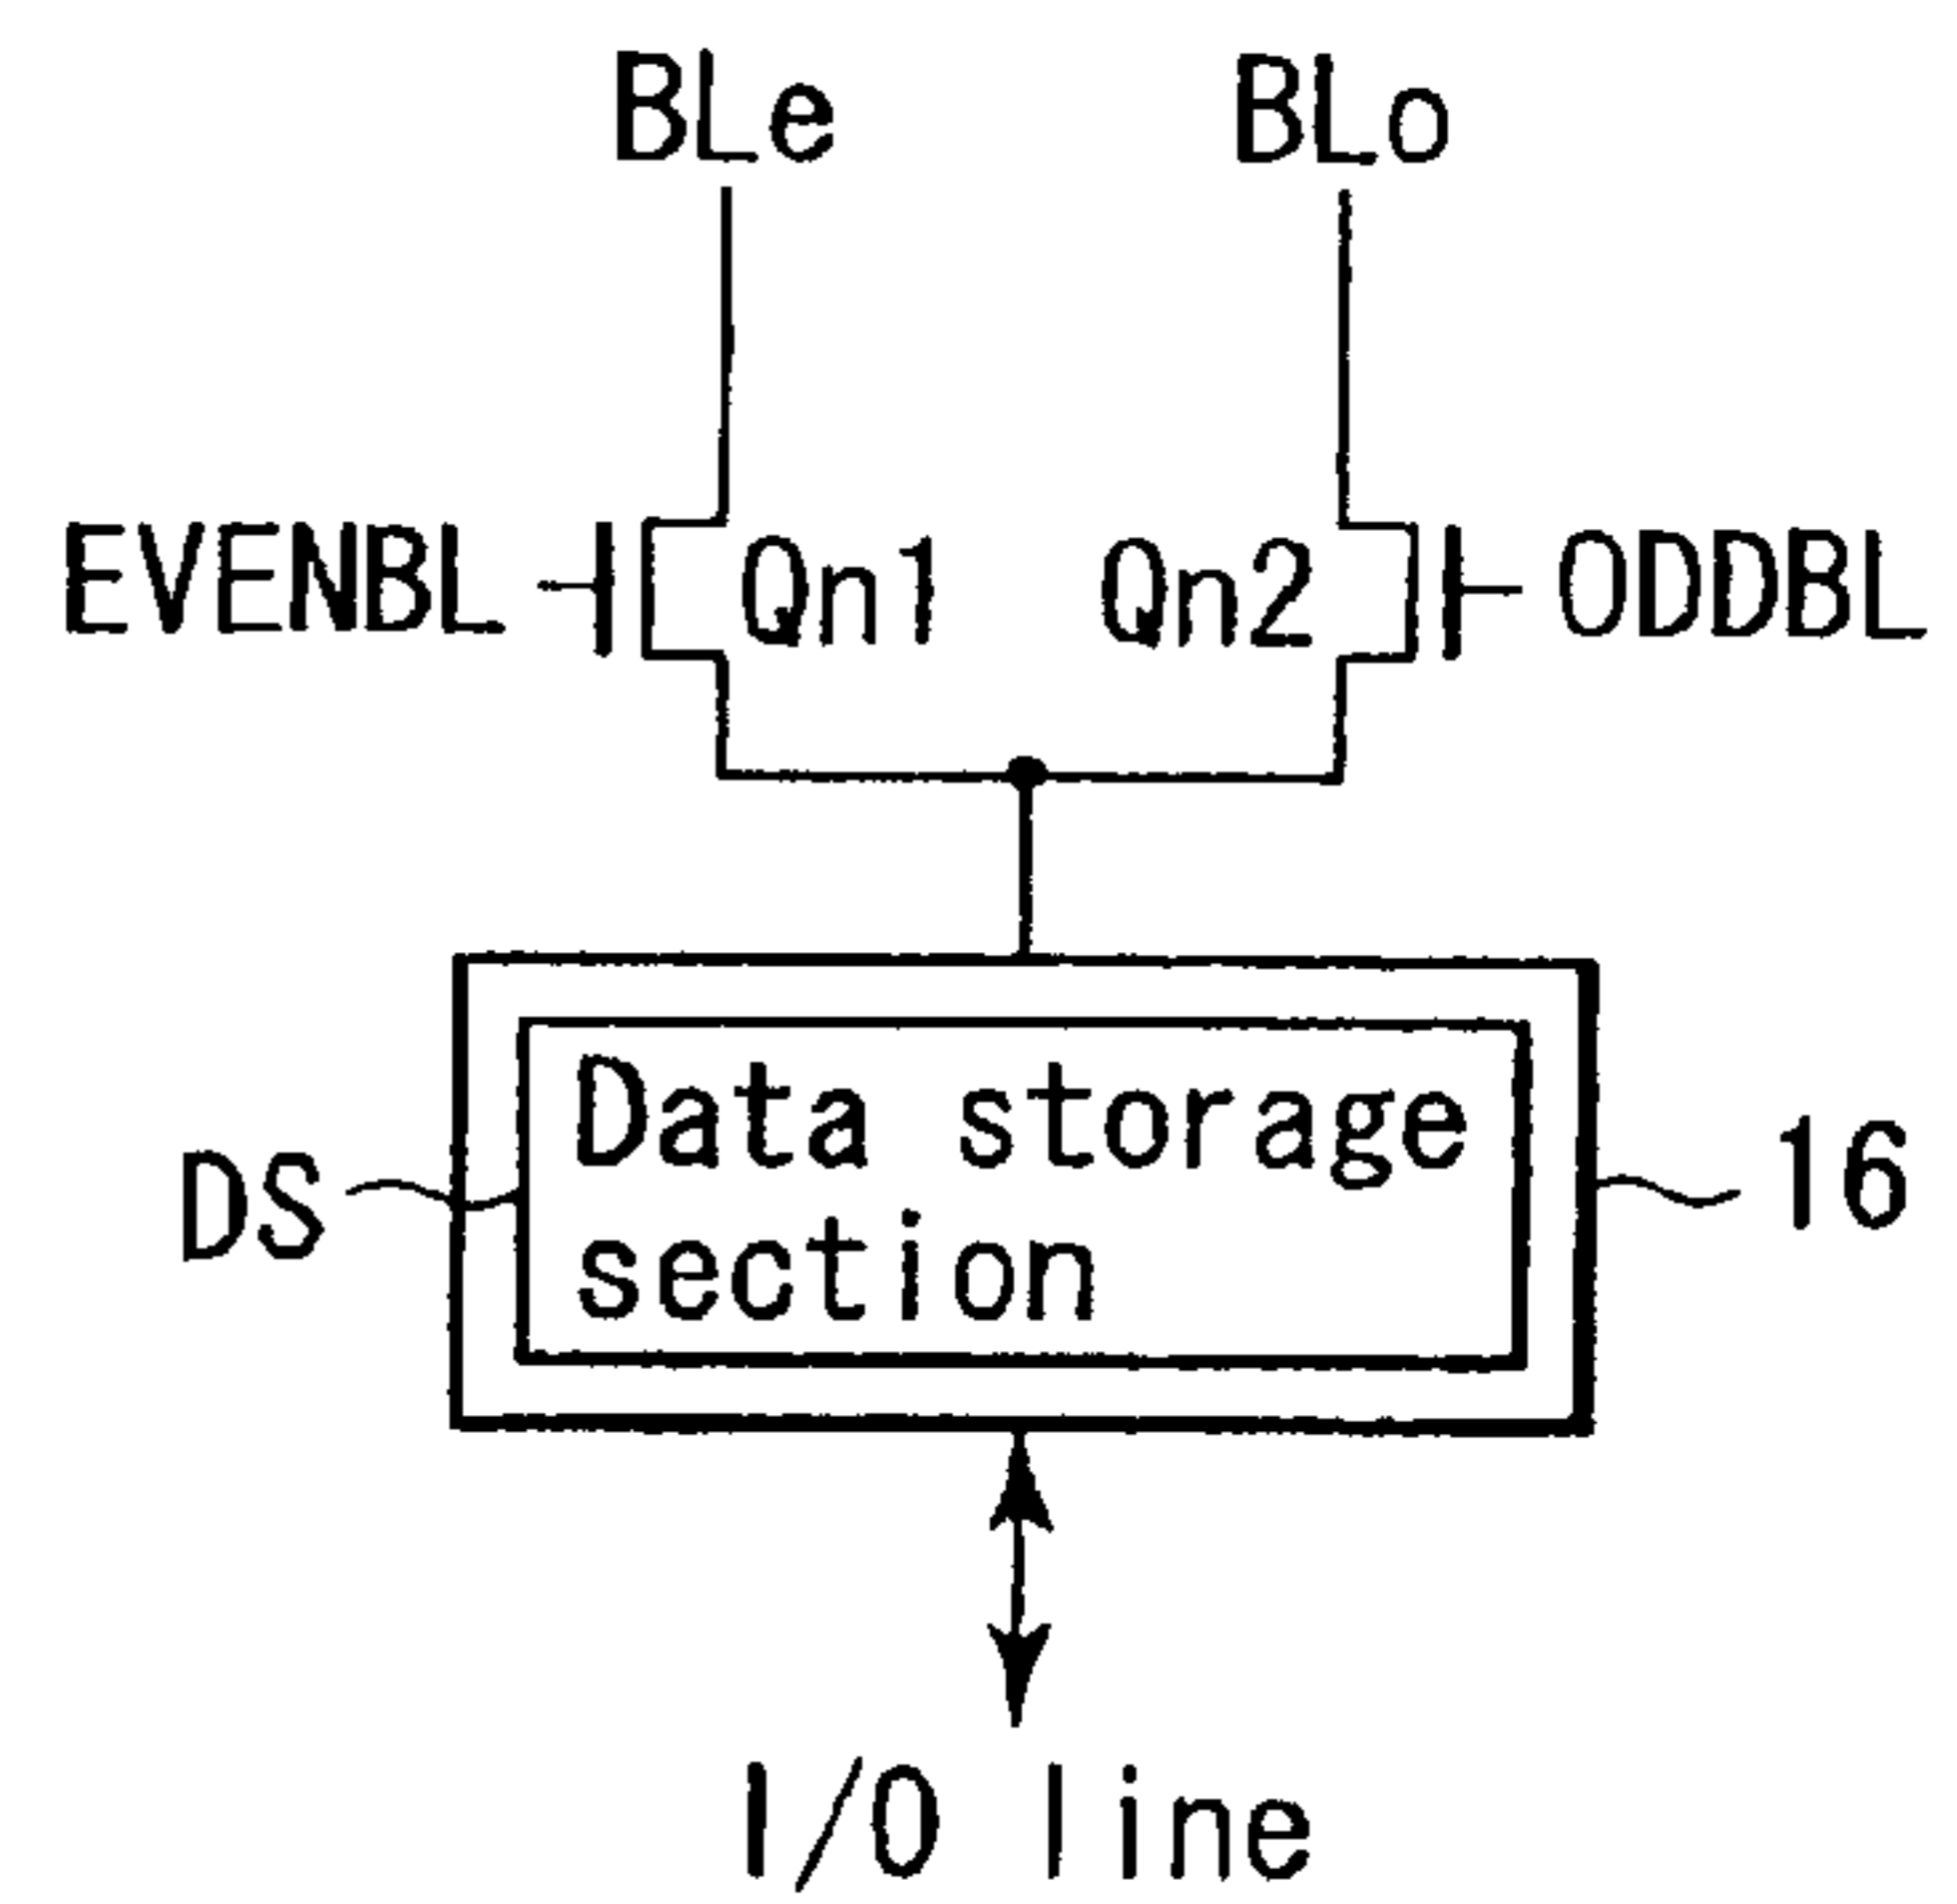 BLe
BLo
EVENBL
Qn1
Qn2
ODDBL
Data storage
section
DS
16
I/O line